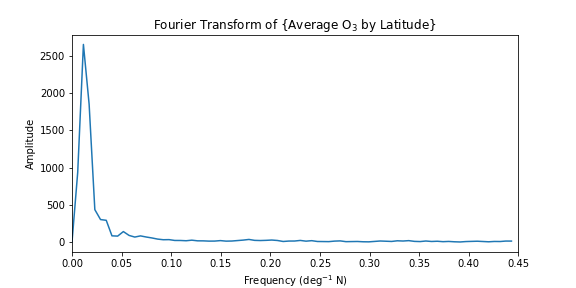 Fourier Transform of {Average O₃ by Latitude}
Amplitude
2500
2000
1500
1000
500
0
0.00 0.05 0.10 0.15 0.20 0.25 0.30 0.35 0.40 0.45
Frequency (deg⁻¹ N)